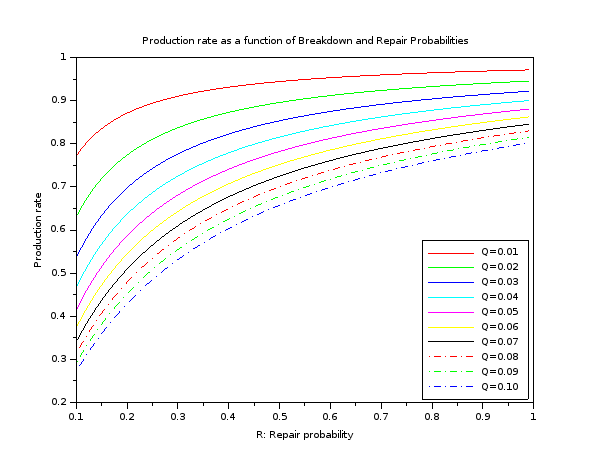 Production rate as a function of Breakdown and Repair Probabilities
1
0.9
0.8
0.7
0.6
0.5
0.4
0.3
0.2
Production rate
0.1
0.2
0.3
0.4
0.5
0.6
0.7
0.8
0.9
1
R: Repair probability
Q=0.01
Q=0.02
Q=0.03
Q=0.04
Q=0.05
Q=0.06
Q=0.07
Q=0.08
Q=0.09
Q=0.10